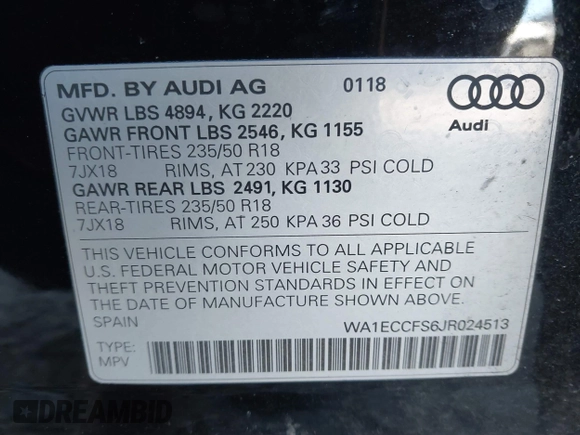 MFD. BY AUDI AG 0118
GVWR LBS 4894, KG 2220
GAWR FRONT LBS 2546, KG 1155
FRONT-TIRES 235/50 R18
7JX18 RIMS, AT 230 KPA 33 PSI COLD
GAWR REAR LBS 2491, KG 1130
REAR-TIRES 235/50 R18
7JX18 RIMS, AT 250 KPA 36 PSI COLD
Audi
THIS VEHICLE CONFORMS TO ALL APPLICABLE
U.S. FEDERAL MOTOR VEHICLE SAFETY AND
THEFT PREVENTION STANDARDS IN EFFECT ON
THE DATE OF MANUFACTURE SHOWN ABOVE.
SPAIN WA1ECCFS6JR024513
TYPE:
MPV
DREAMBID